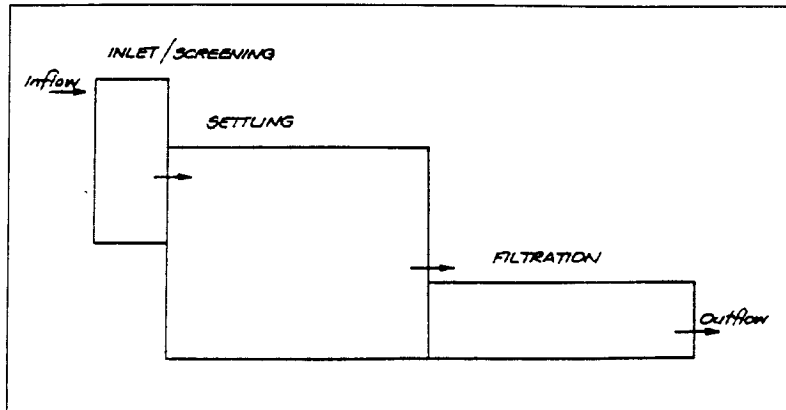 INLET/SCREENING
Inflow
SETTLING
FILTRATION
Outflow